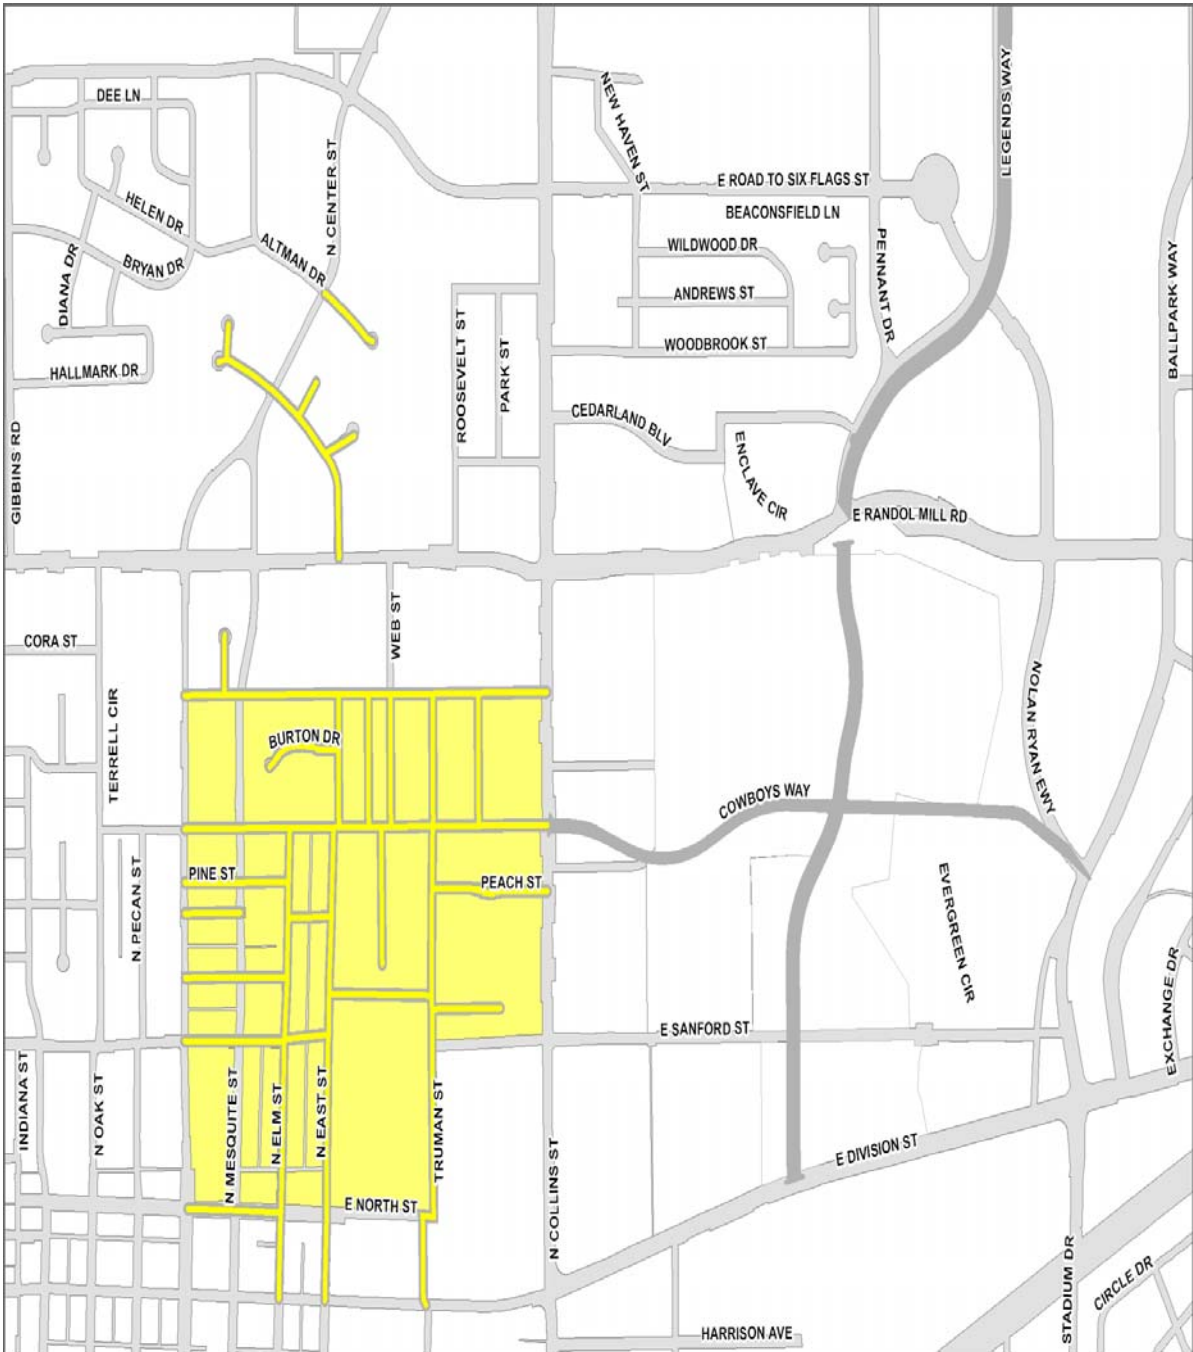 DEE LN
NEW HAVEN ST
LEGENDS WAY
N CENTER ST
E ROAD TO SIX FLAGS ST
HELEN DR
BEACONSFIELD LN
ALTMAN DR
WILDWOOD DR
PENNANT DR
BALLPARK WAY
DIANA DR
BRYAN DR
ANDREWS ST
ROOSEVELT ST
PARK ST
WOODBROOK ST
HALLMARK DR
CEDARLAND BLV
GIBBINS RD
ENCLAVE CIR
E RANDOL MILL RD
WEB ST
CORA ST
TERRELL CIR
NOLAN RYAN EWY
BURTON DR
COWBOYS WAY
PINE ST
PEACH ST
N PECAN ST
EVERGREEN CIR
EXCHANGE DR
E SANFORD ST
INDIANA ST
N OAK ST
N MESQUITE ST
N ELM ST
N EAST ST
TRUMAN ST
N COLLINS ST
E DIVISION ST
E NORTH ST
STADIUM DR
CIRCLE DR
HARRISON AVE